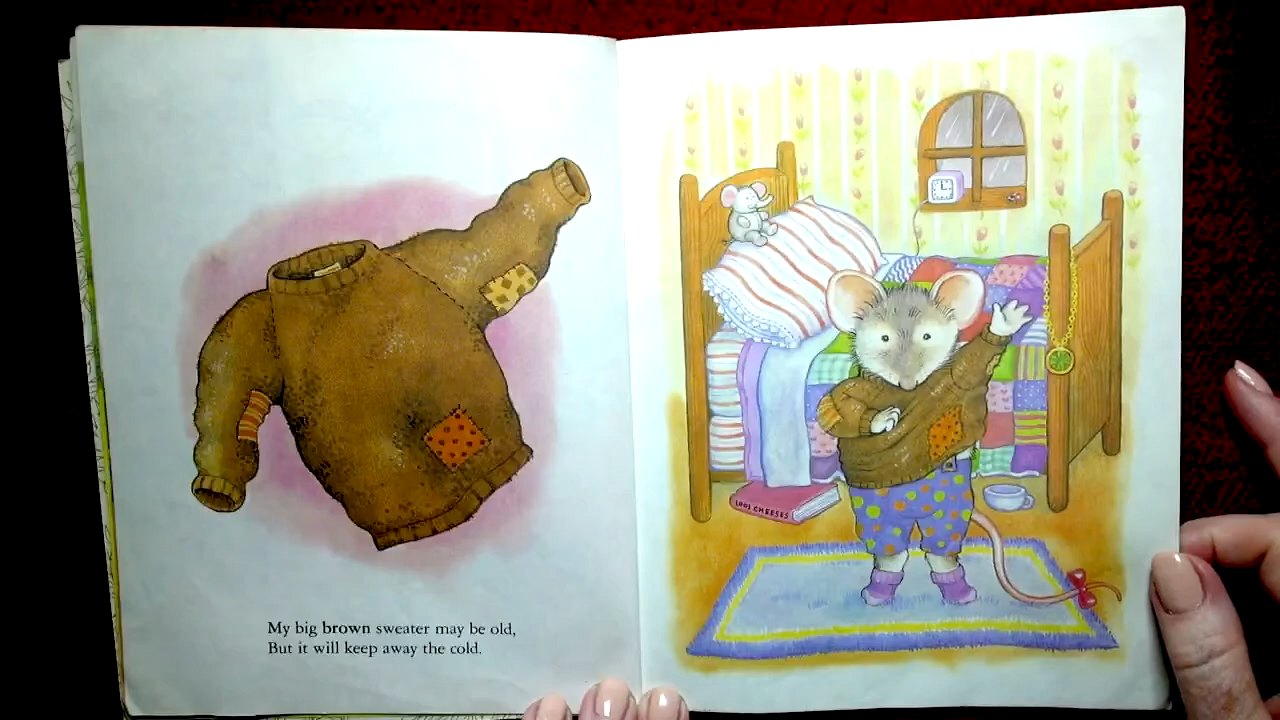 My big brown sweater may be old,
But it will keep away the cold.
1001 CHEESES